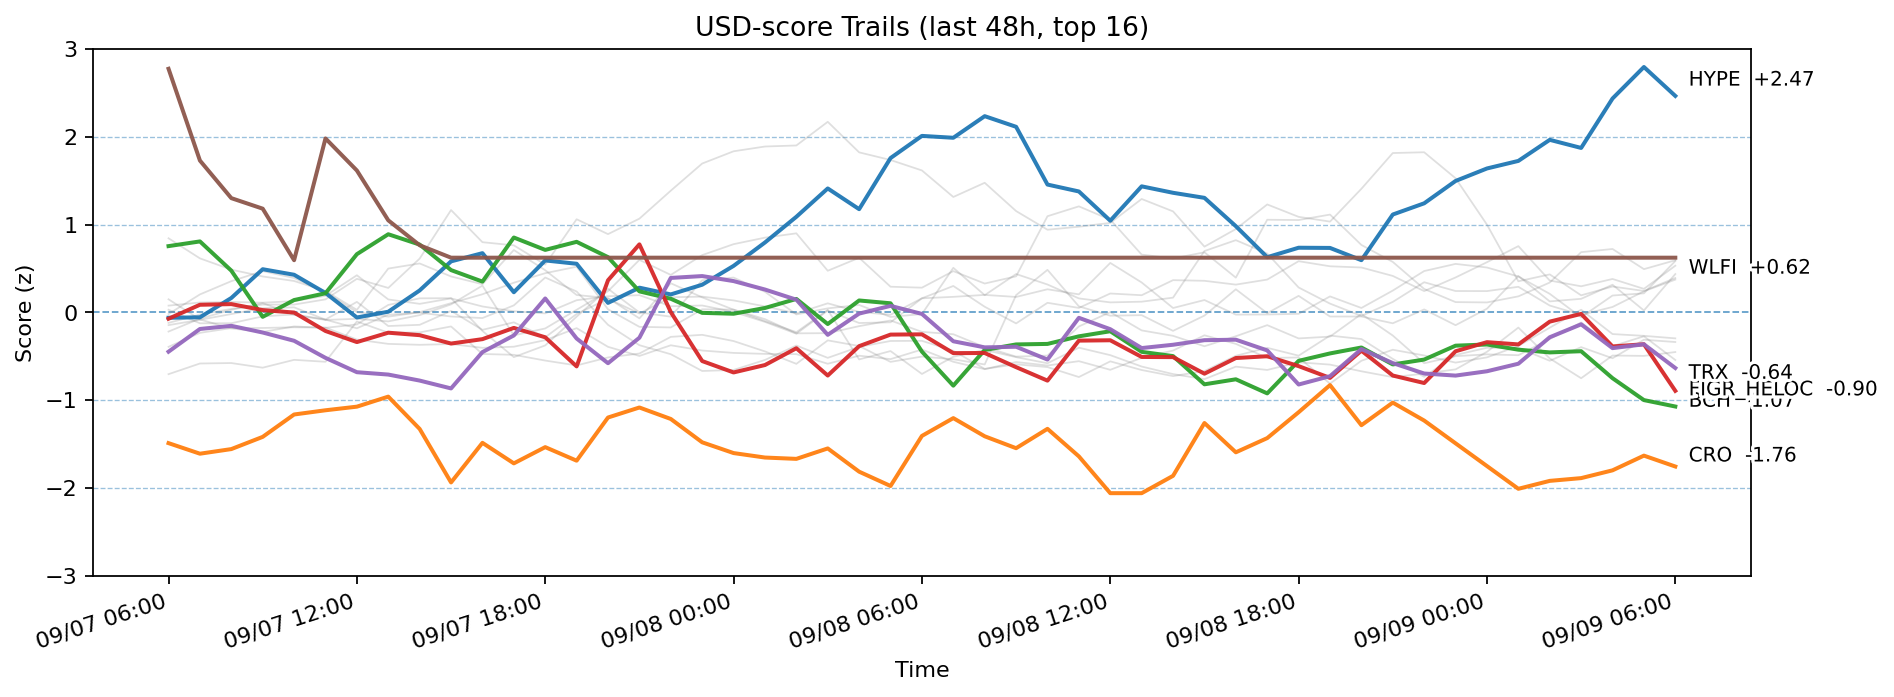 USD-score Trails (last 48h, top 16)
Score (z)
3
2
1
0
−1
−2
−3
HYPE +2.47
WLFI +0.62
TRX -0.64
FIGR_HELOC -0.90
BCH -1.07
CRO -1.76
09/07 06:00
09/07 12:00
09/07 18:00
09/08 00:00
09/08 06:00
09/08 12:00
09/08 18:00
09/09 00:00
09/09 06:00
Time